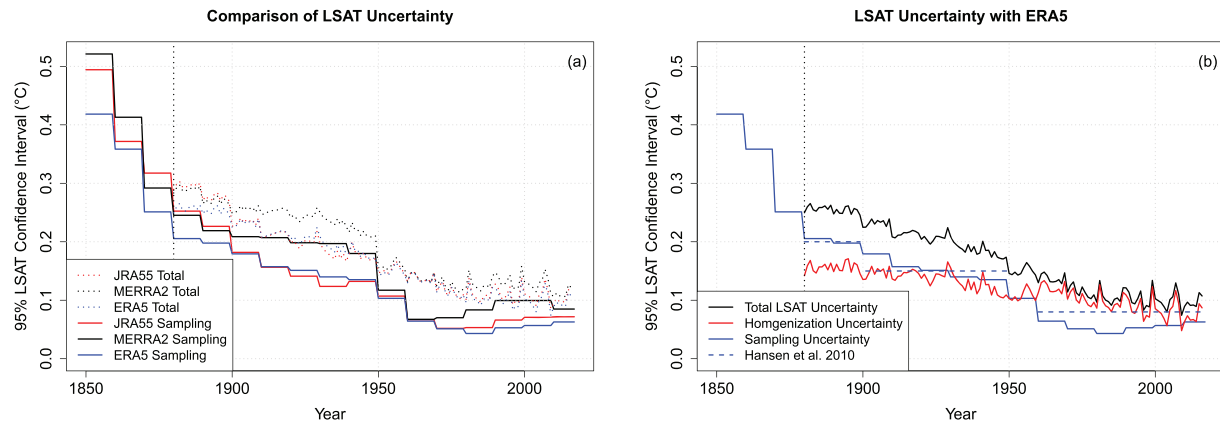 Comparison of LSAT Uncertainty
(a)
95% LSAT Confidence Interval (°C)
0.5
0.4
0.3
0.2
0.1
0.0
JRA55 Total
MERRA2 Total
ERA5 Total
JRA55 Sampling
MERRA2 Sampling
ERA5 Sampling
1850 1900 1950 2000
Year
LSAT Uncertainty with ERA5
(b)
95% LSAT Confidence Interval (°C)
0.5
0.4
0.3
0.2
0.1
0.0
Total LSAT Uncertainty
Homgenization Uncertainty
Sampling Uncertainty
Hansen et al. 2010
1850 1900 1950 2000
Year